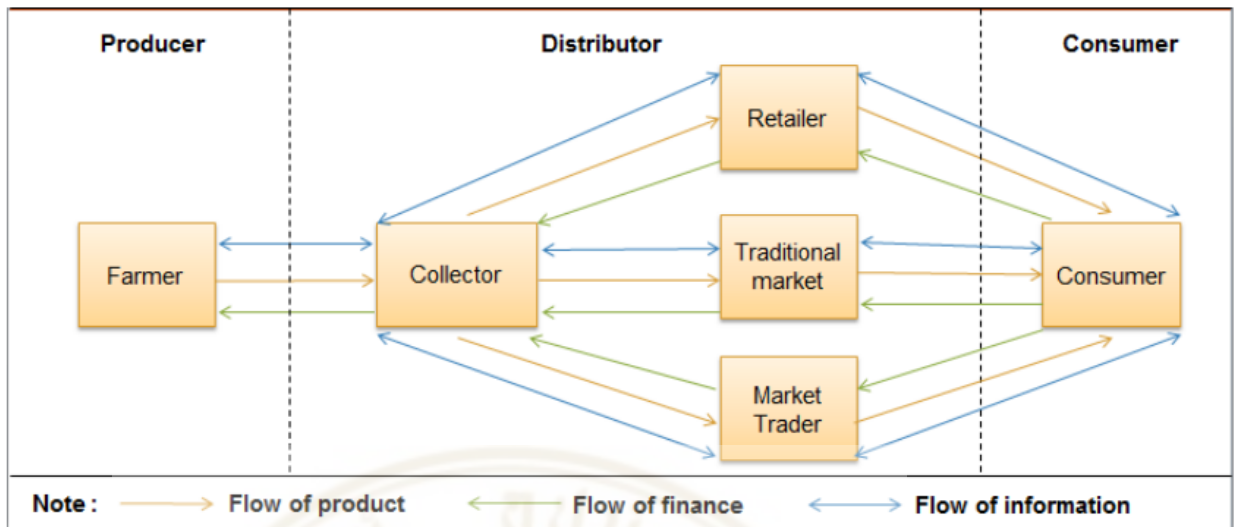 Producer
Distributor
Consumer
Retailer
Farmer
Collector
Traditional
market
Consumer
Market
Trader
Note :
Flow of product
Flow of finance
Flow of information